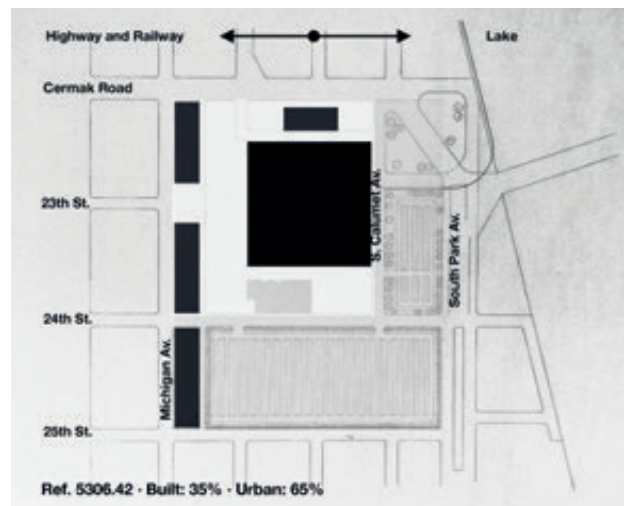 Highway and Railway
Lake
Cermak Road
23th St.
S. Calumet Av.
South Park Av.
24th St.
Michigan Av.
25th St.
Ref. 5306.42 · Built: 35% · Urban: 65%